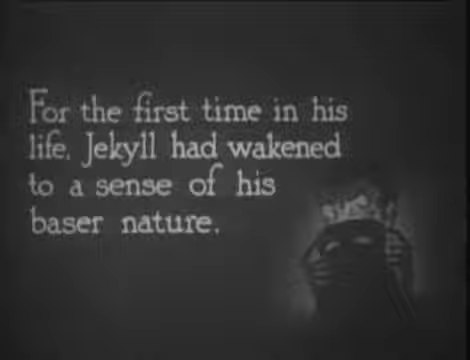 For the first time in his
life, Jekyll had wakened
to a sense of his
baser nature.